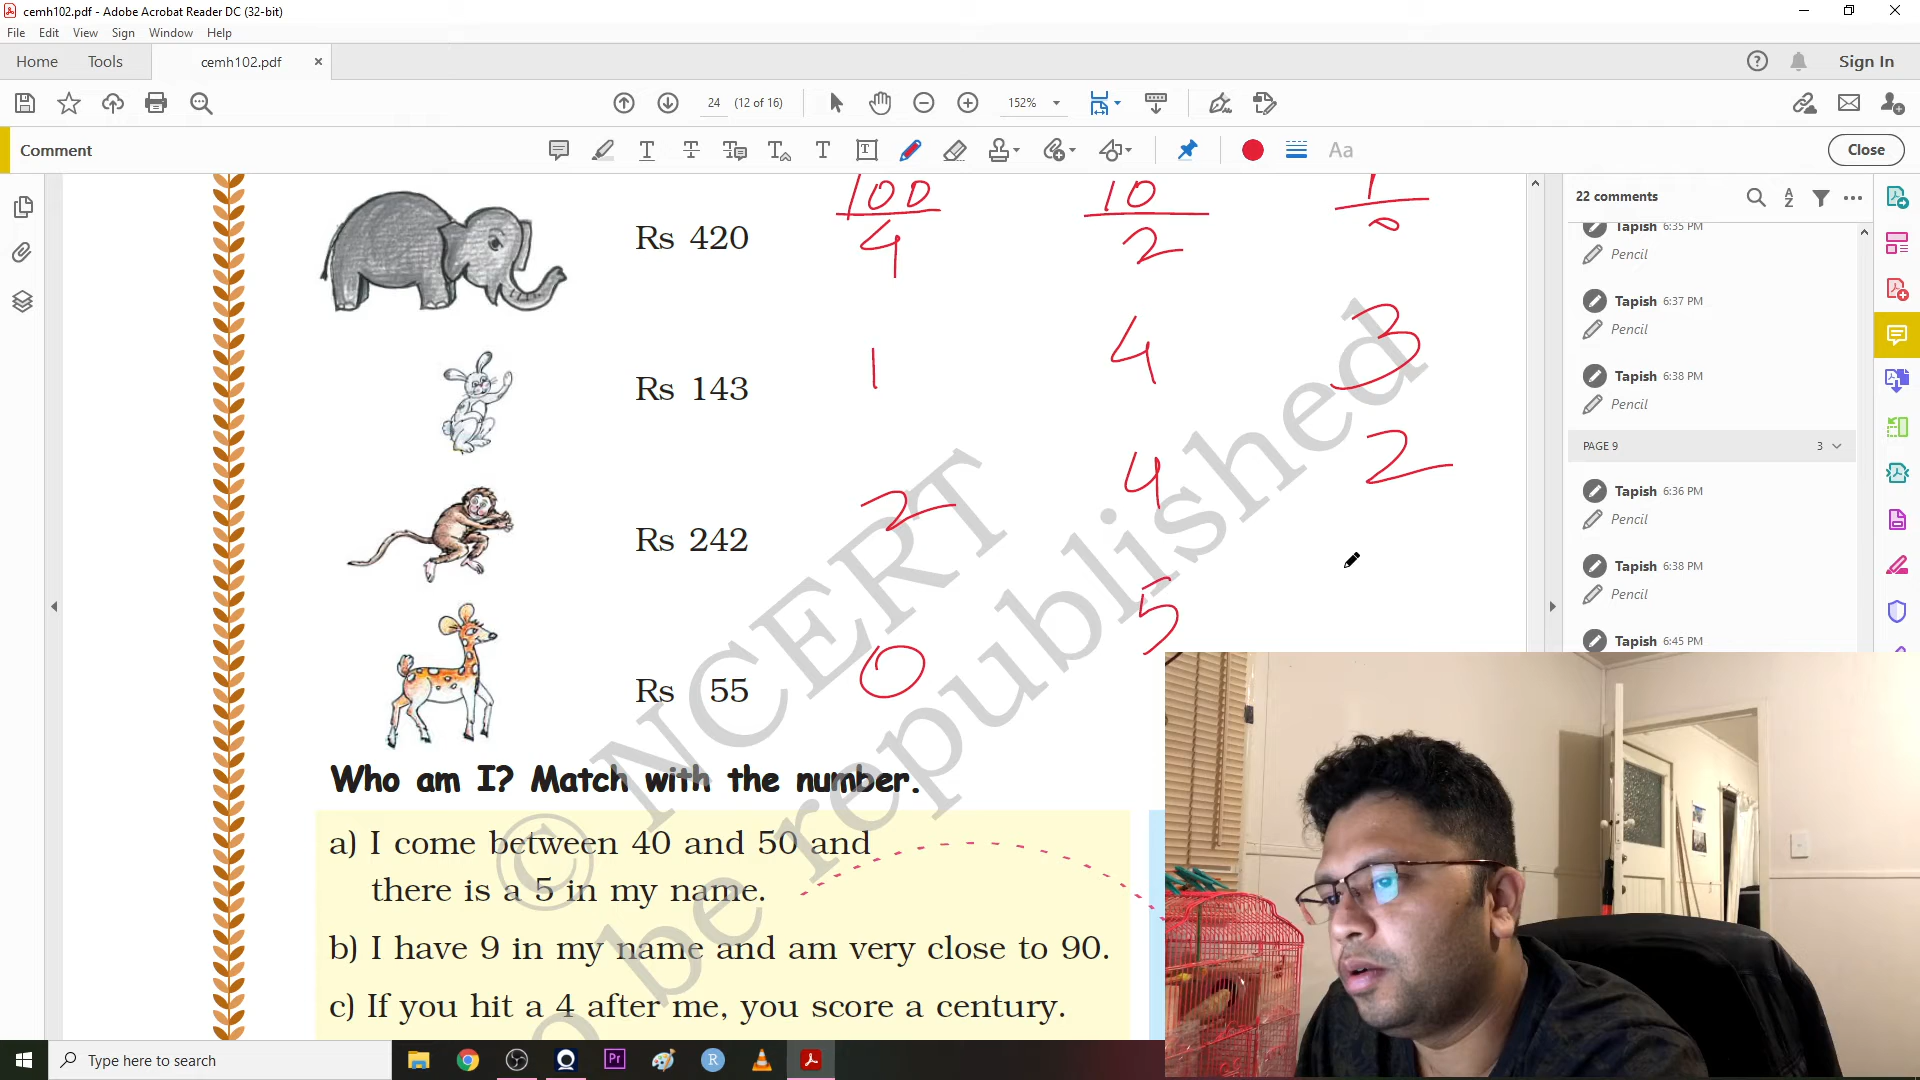 cemh102.pdf - Adobe Acrobat Reader DC (32-bit)
File Edit View Sign Window Help
Home Tools cemh102.pdf × Sign In
24 (12 of 16) 152%
Comment Aa Close
22 comments
100 10 1
Rs 420 4 2 0
Rs 143 1 4 3
Rs 242 2 4 2
Rs 55 0 5
© NCERT
to be republished
Who am I? Match with the number.
a) I come between 40 and 50 and
there is a 5 in my name.
b) I have 9 in my name and am very close to 90.
c) If you hit a 4 after me, you score a century.
Tapish 6:35 PM
Pencil
Tapish 6:37 PM
Pencil
Tapish 6:38 PM
Pencil
PAGE 9 3
Tapish 6:36 PM
Pencil
Tapish 6:38 PM
Pencil
Tapish 6:45 PM
Type here to search
Pr R